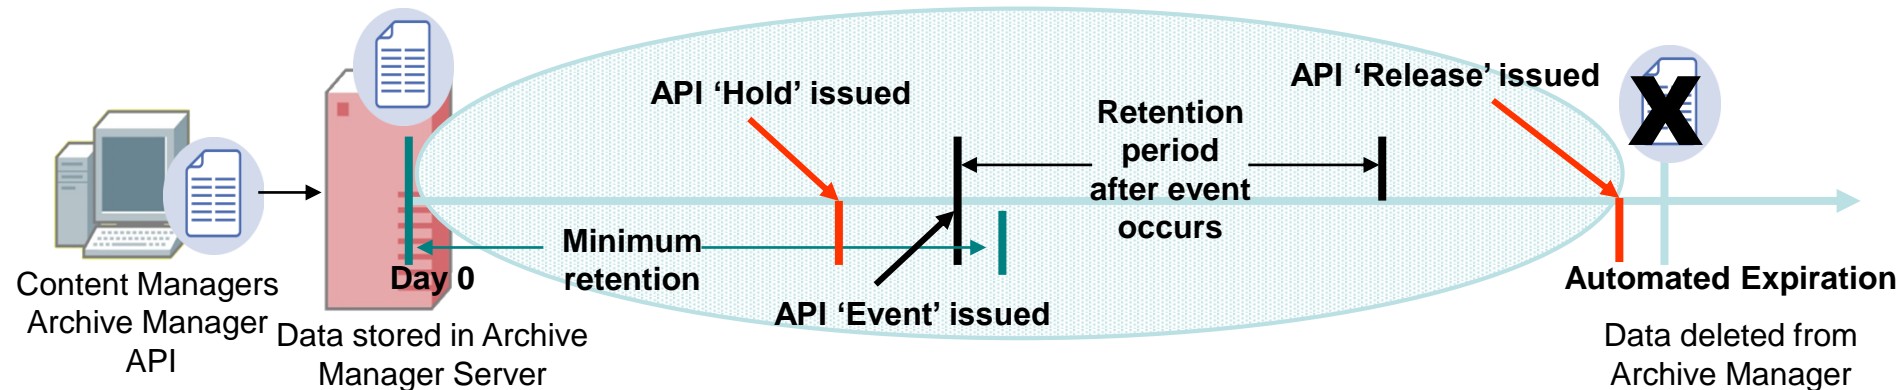 Content Managers
Archive Manager
API
Data stored in Archive
Manager Server
Day 0
Minimum
retention
API ‘Hold’ issued
API ‘Event’ issued
Retention
period
after event
occurs
API ‘Release’ issued
X
Automated Expiration
Data deleted from
Archive Manager